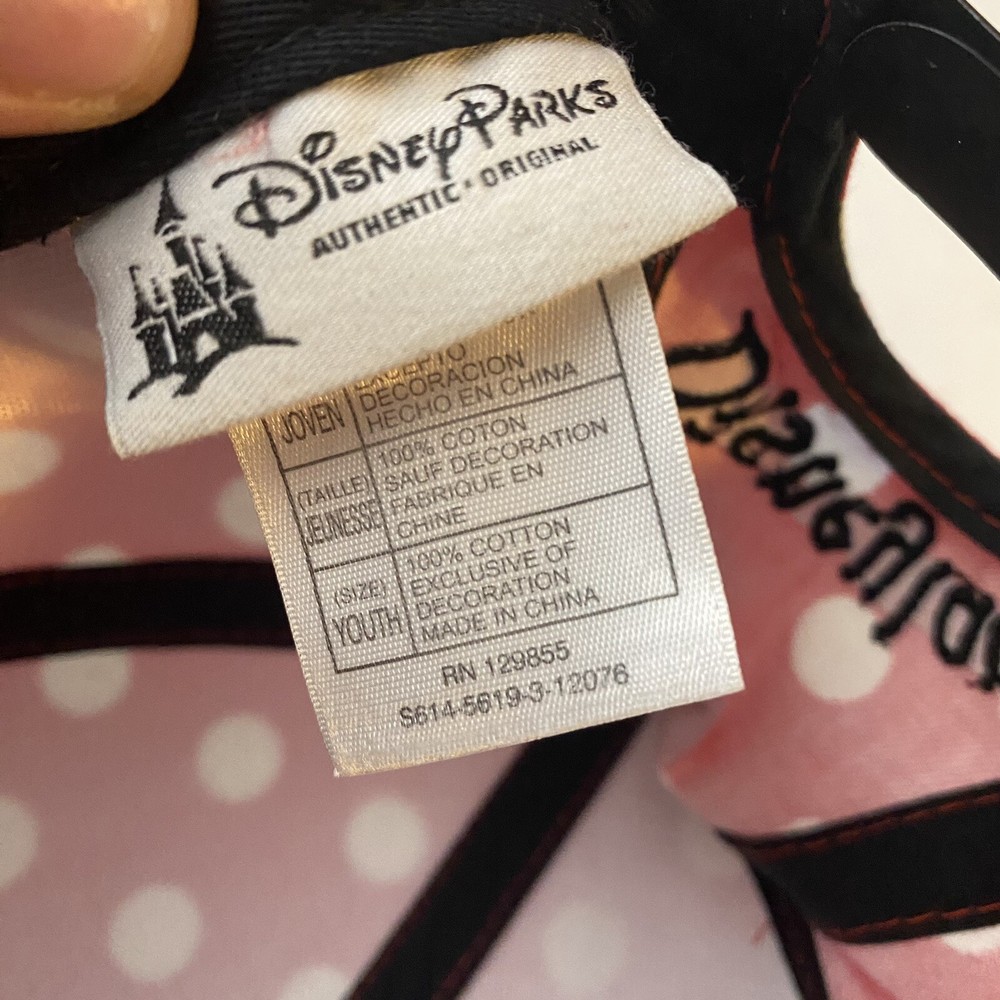 DISNEY PARKS
AUTHENTIC • ORIGINAL
EXCEPTO
JOVEN
DECORACION
HECHO EN CHINA
(TAILLE)
JEUNESSE
100% COTON
SAUF DECORATION
FABRIQUE EN
CHINE
(SIZE)
YOUTH
100% COTTON
EXCLUSIVE OF
DECORATION
MADE IN CHINA
RN 129855
S614-5619-3-12076